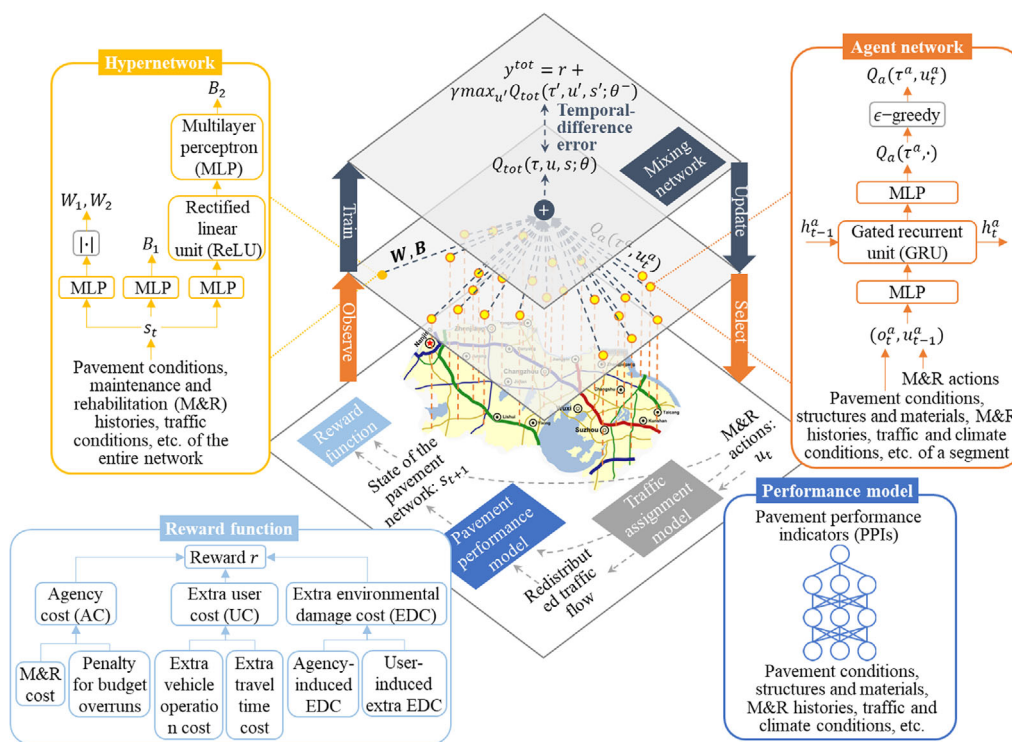 Hypernetwork
B₂
Multilayer
perceptron
(MLP)
W₁, W₂
Rectified
linear
unit (ReLU)
|·|
B₁
MLP
MLP
MLP
sₜ
Pavement conditions,
maintenance and
rehabilitation (M&R)
histories, traffic
conditions, etc. of the
entire network
yᵗᵒᵗ = r +
γmaxᵤ′Qₜₒₜ(τ′, u′, s′; θ⁻)
Temporal-
difference
error
Qₜₒₜ(τ, u, s; θ)
Mixing
network
+
W, B
Qₐ(τᵃ, uₜᵃ)
Train
Observe
Update
Select
Changzhou
Lishui
Suzhou
Kunshan
Taicang
Reward
function
State of the
pavement
network: sₜ₊₁
Pavement
performance
model
Traffic
assignment
model
M&R
actions:
uₜ
Redistribut
ed traffic
flow
Agent network
Qₐ(τᵃ, uₜᵃ)
ϵ−greedy
Qₐ(τᵃ,·)
MLP
hₜ₋₁ᵃ
Gated recurrent
unit (GRU)
hₜᵃ
MLP
(oₜᵃ, uₜ₋₁ᵃ)
M&R actions
Pavement conditions,
structures and materials, M&R
histories, traffic and climate
conditions, etc. of a segment
Reward function
Reward r
Agency
cost (AC)
Extra user
cost (UC)
Extra environmental
damage cost (EDC)
M&R
cost
Penalty
for budget
overruns
Extra
vehicle
operatio
n cost
Extra
travel
time
cost
Agency-
induced
EDC
User-
induced
extra EDC
Performance model
Pavement performance
indicators (PPIs)
Pavement conditions,
structures and materials,
M&R histories, traffic and
climate conditions, etc.